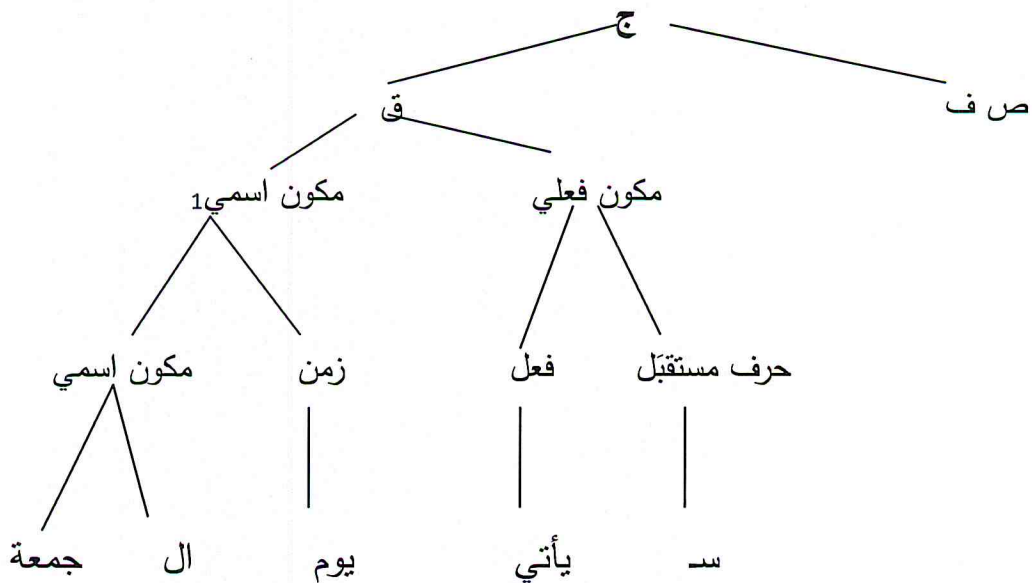 ج
ص ف ق
مكون فعلي مكون اسمي1
حرف مستقبَل فعل زمن مكون اسمي
سـ يأتي يوم ال جمعة